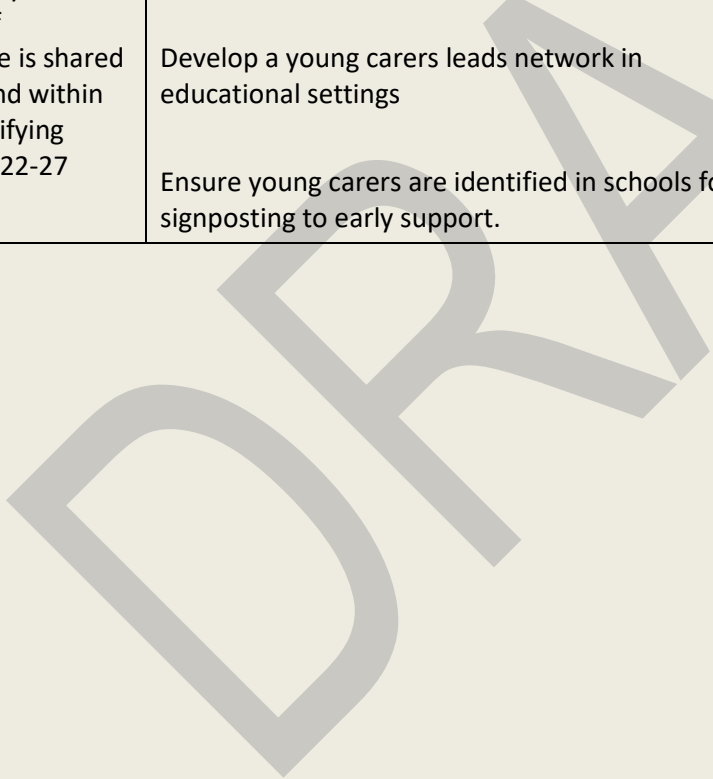 e is shared
nd within
ifying
22-27
Develop a young carers leads network in
educational settings
Ensure young carers are identified in schools fo
signposting to early support.
DRA